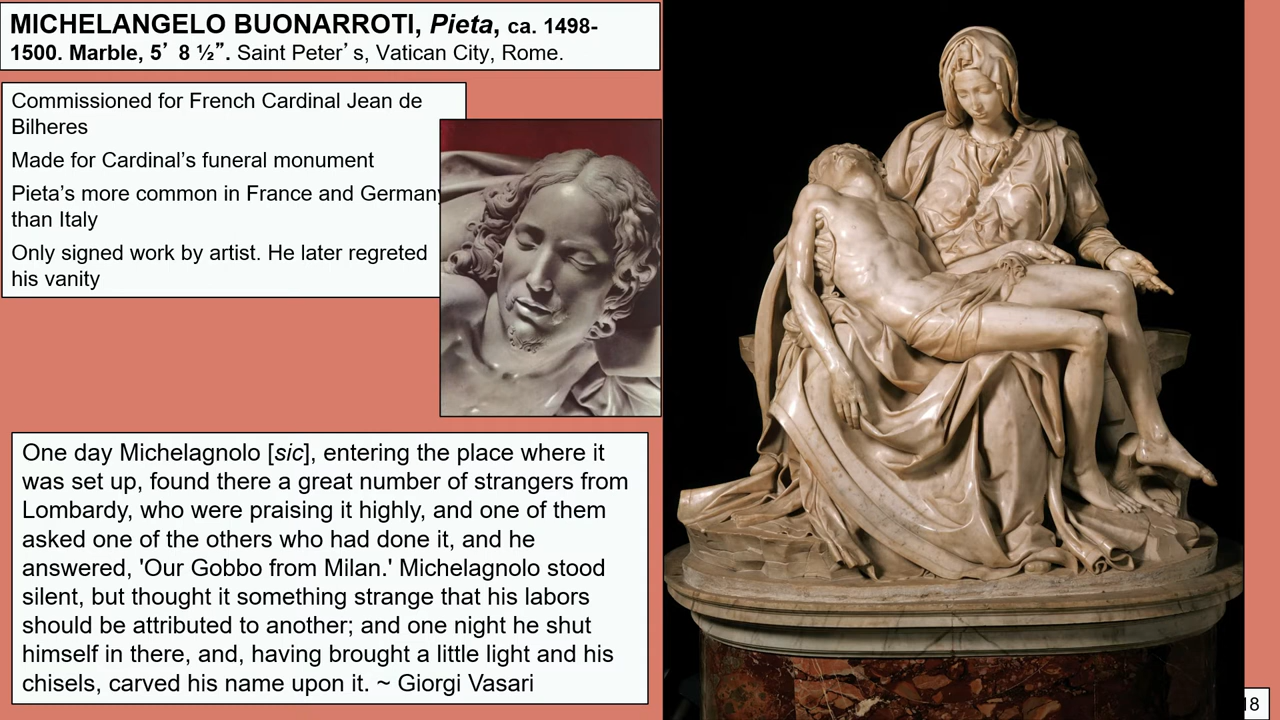 MICHELANGELO BUONARROTI, Pieta, ca. 1498-
1500. Marble, 5’ 8 ½”. Saint Peter’s, Vatican City, Rome.
Commissioned for French Cardinal Jean de
Bilheres
Made for Cardinal’s funeral monument
Pieta’s more common in France and Germany
than Italy
Only signed work by artist. He later regreted
his vanity
One day Michelagnolo [sic], entering the place where it
was set up, found there a great number of strangers from
Lombardy, who were praising it highly, and one of them
asked one of the others who had done it, and he
answered, 'Our Gobbo from Milan.' Michelagnolo stood
silent, but thought it something strange that his labors
should be attributed to another; and one night he shut
himself in there, and, having brought a little light and his
chisels, carved his name upon it. ~ Giorgi Vasari